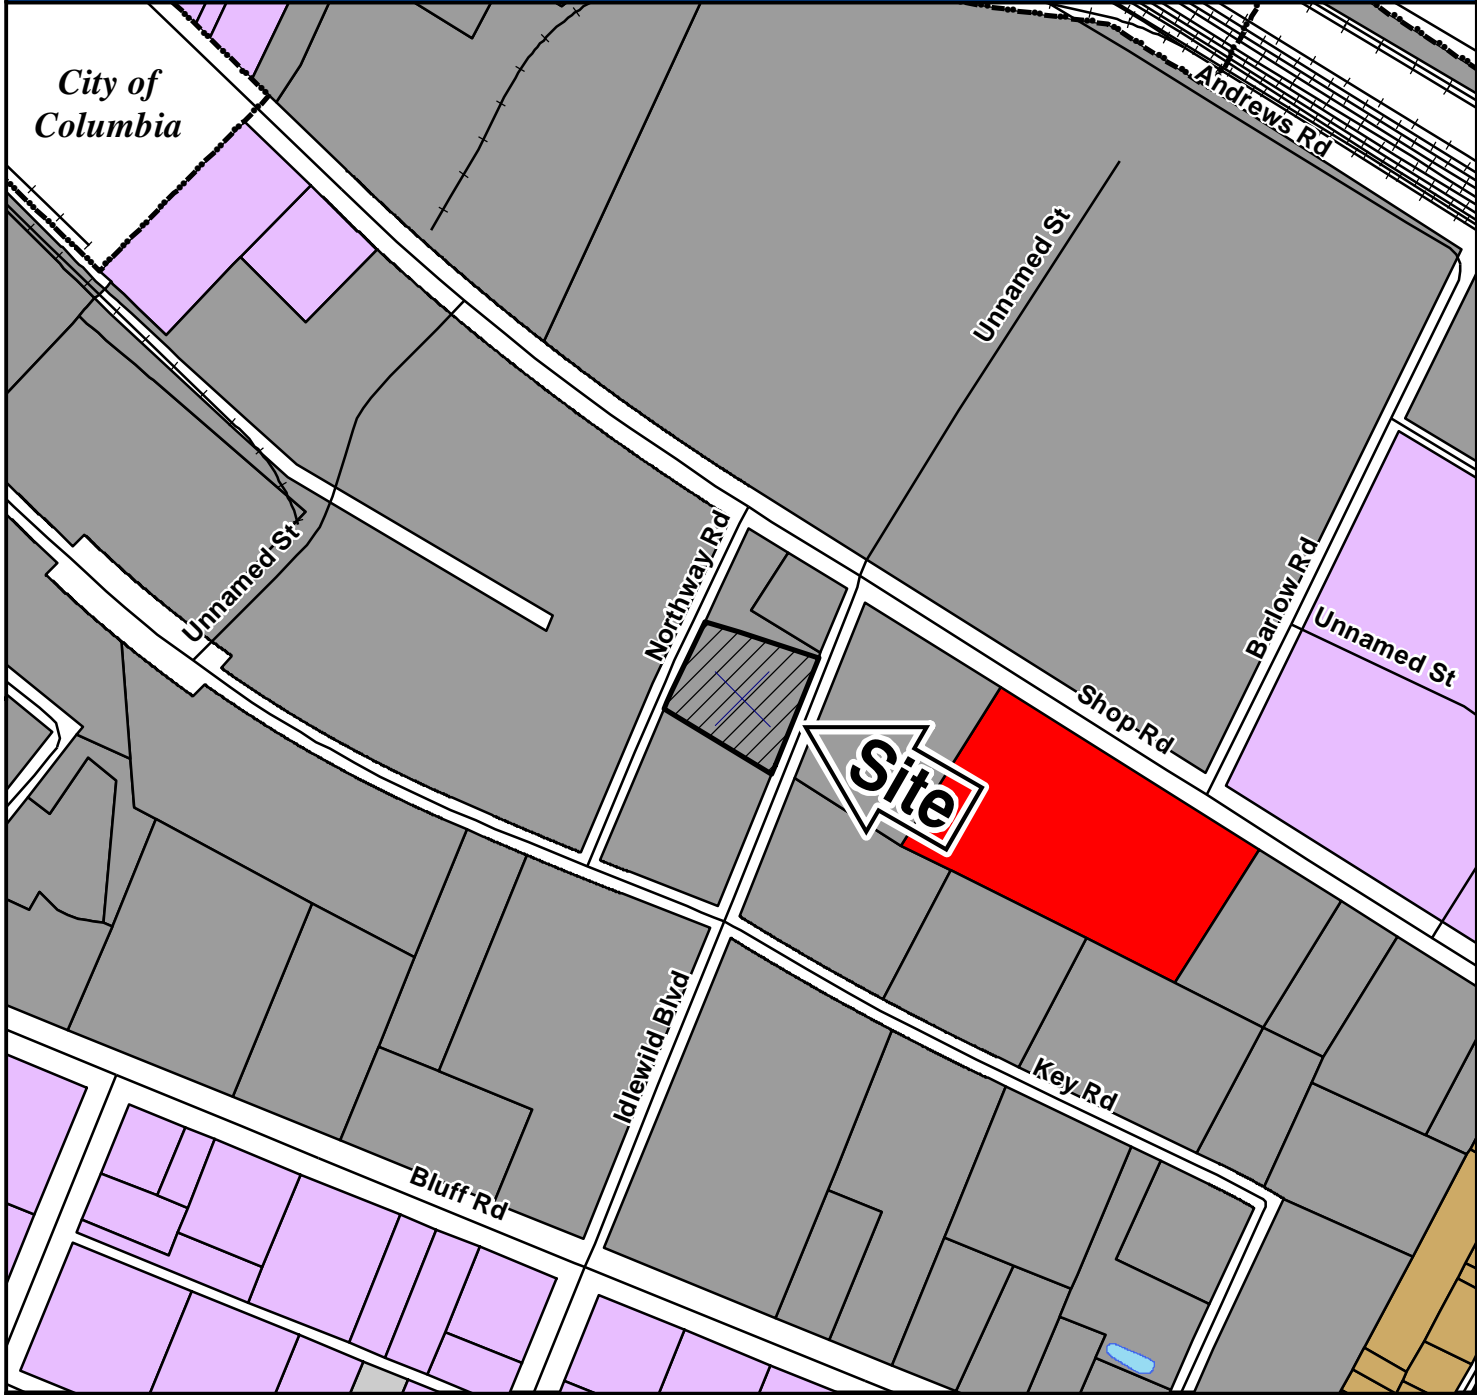 City of
Columbia
Andrews Rd
Unnamed St
Unnamed St
Northway Rd
Barlow Rd
Unnamed St
Shop Rd
Site
Idlewild Blvd
Key Rd
Bluff Rd